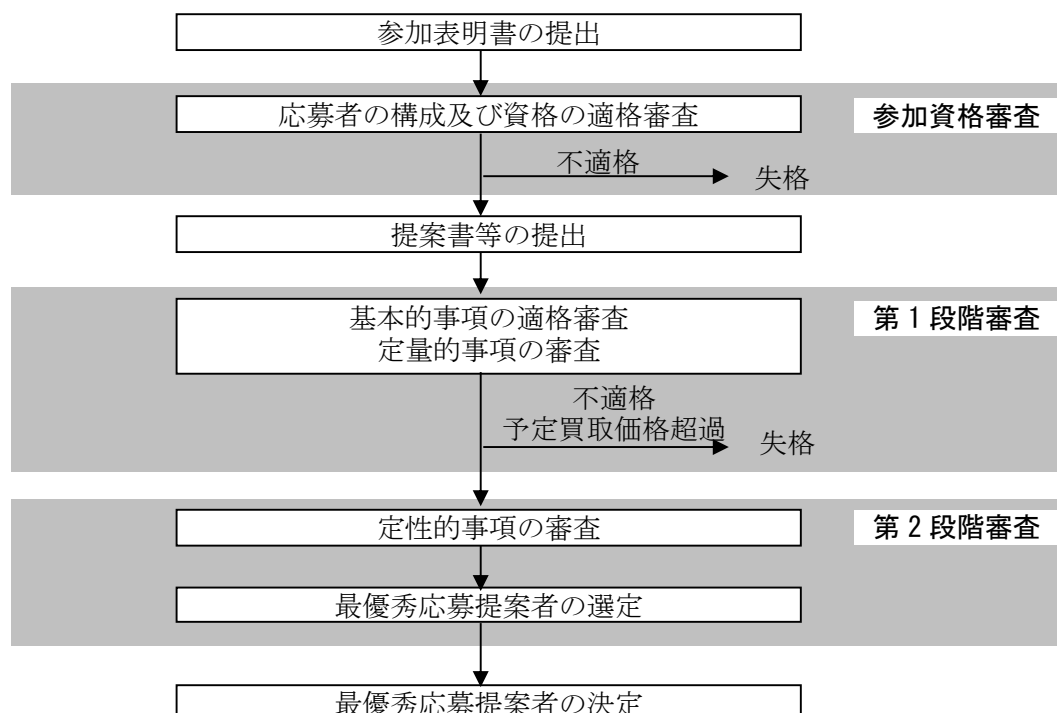 参加表明書の提出
応募者の構成及び資格の適格審査
参加資格審査
不適格
失格
提案書等の提出
基本的事項の適格審査
定量的事項の審査
第1段階審査
不適格
予定買取価格超過
失格
定性的事項の審査
第2段階審査
最優秀応募提案者の選定
最優秀応募提案者の決定